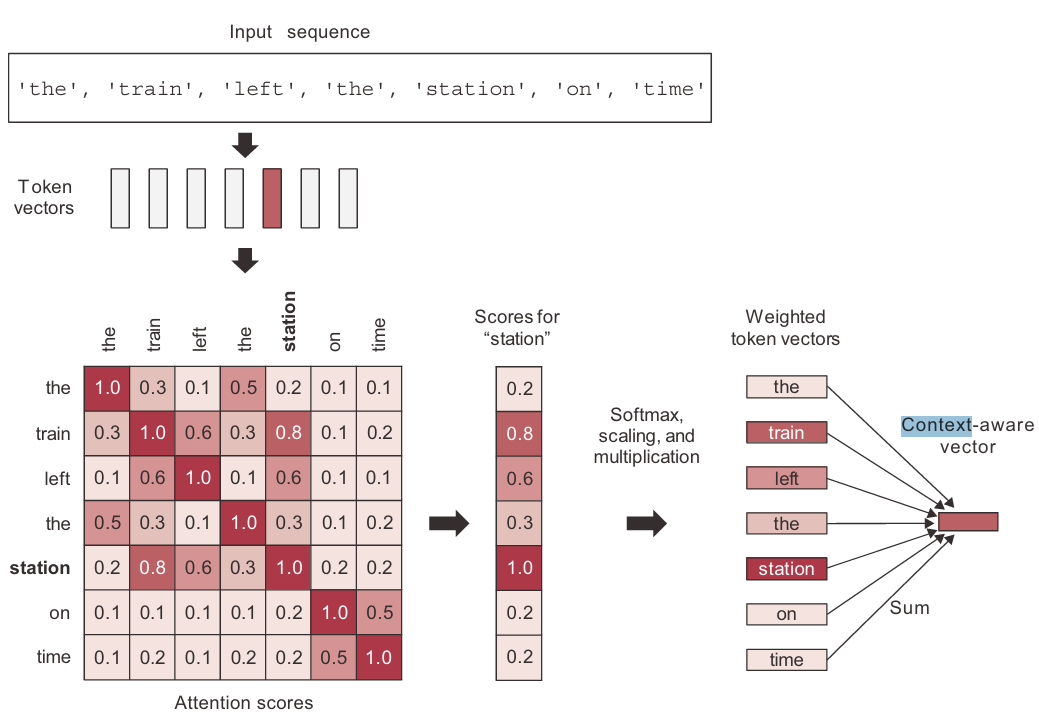 Input sequence
'the', 'train', 'left', 'the', 'station', 'on', 'time'
Token
vectors
the train left the station on time
the 1.0 0.3 0.1 0.5 0.2 0.1 0.1
train 0.3 1.0 0.6 0.3 0.8 0.1 0.2
left 0.1 0.6 1.0 0.1 0.6 0.1 0.1
the 0.5 0.3 0.1 1.0 0.3 0.1 0.2
station 0.2 0.8 0.6 0.3 1.0 0.2 0.2
on 0.1 0.1 0.1 0.1 0.2 1.0 0.5
time 0.1 0.2 0.1 0.2 0.2 0.5 1.0
Attention scores
Scores for
“station”
0.2
0.8
0.6
0.3
1.0
0.2
0.2
Softmax,
scaling, and
multiplication
Weighted
token vectors
the
train
left
the
station
on
time
Context-aware
vector
Sum